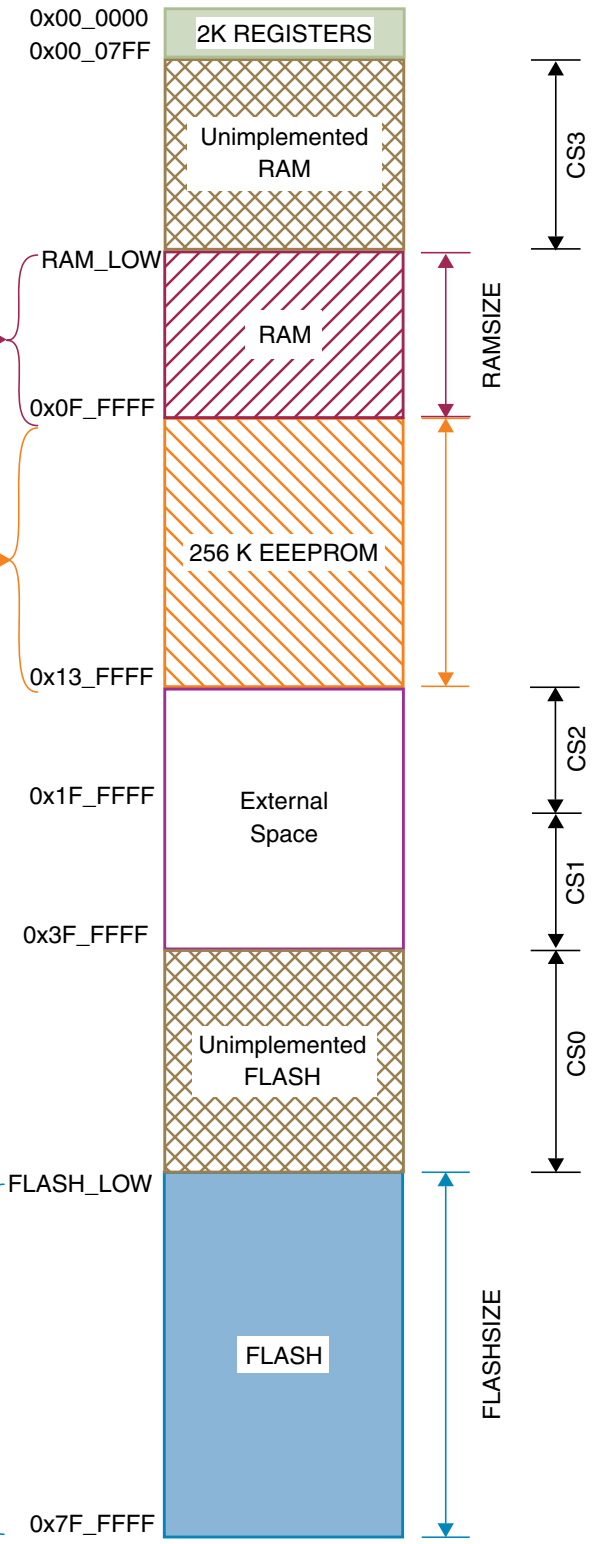 0x00_0000
2K REGISTERS
0x00_07FF
Unimplemented
RAM
CS3
RAM_LOW
RAM
RAMSIZE
0x0F_FFFF
256 K EEEPROM
0x13_FFFF
CS2
0x1F_FFFF
External
Space
CS1
0x3F_FFFF
Unimplemented
FLASH
CS0
FLASH_LOW
FLASH
FLASHSIZE
0x7F_FFFF